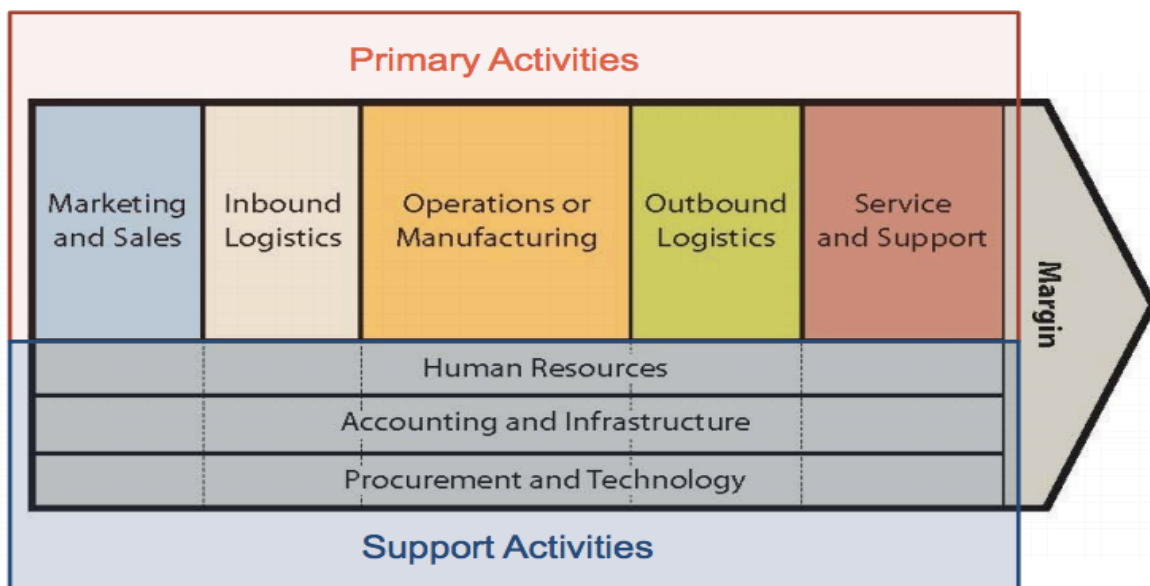 Primary Activities
Marketing
and Sales
Inbound
Logistics
Operations or
Manufacturing
Outbound
Logistics
Service
and Support
Margin
Human Resources
Accounting and Infrastructure
Procurement and Technology
Support Activities